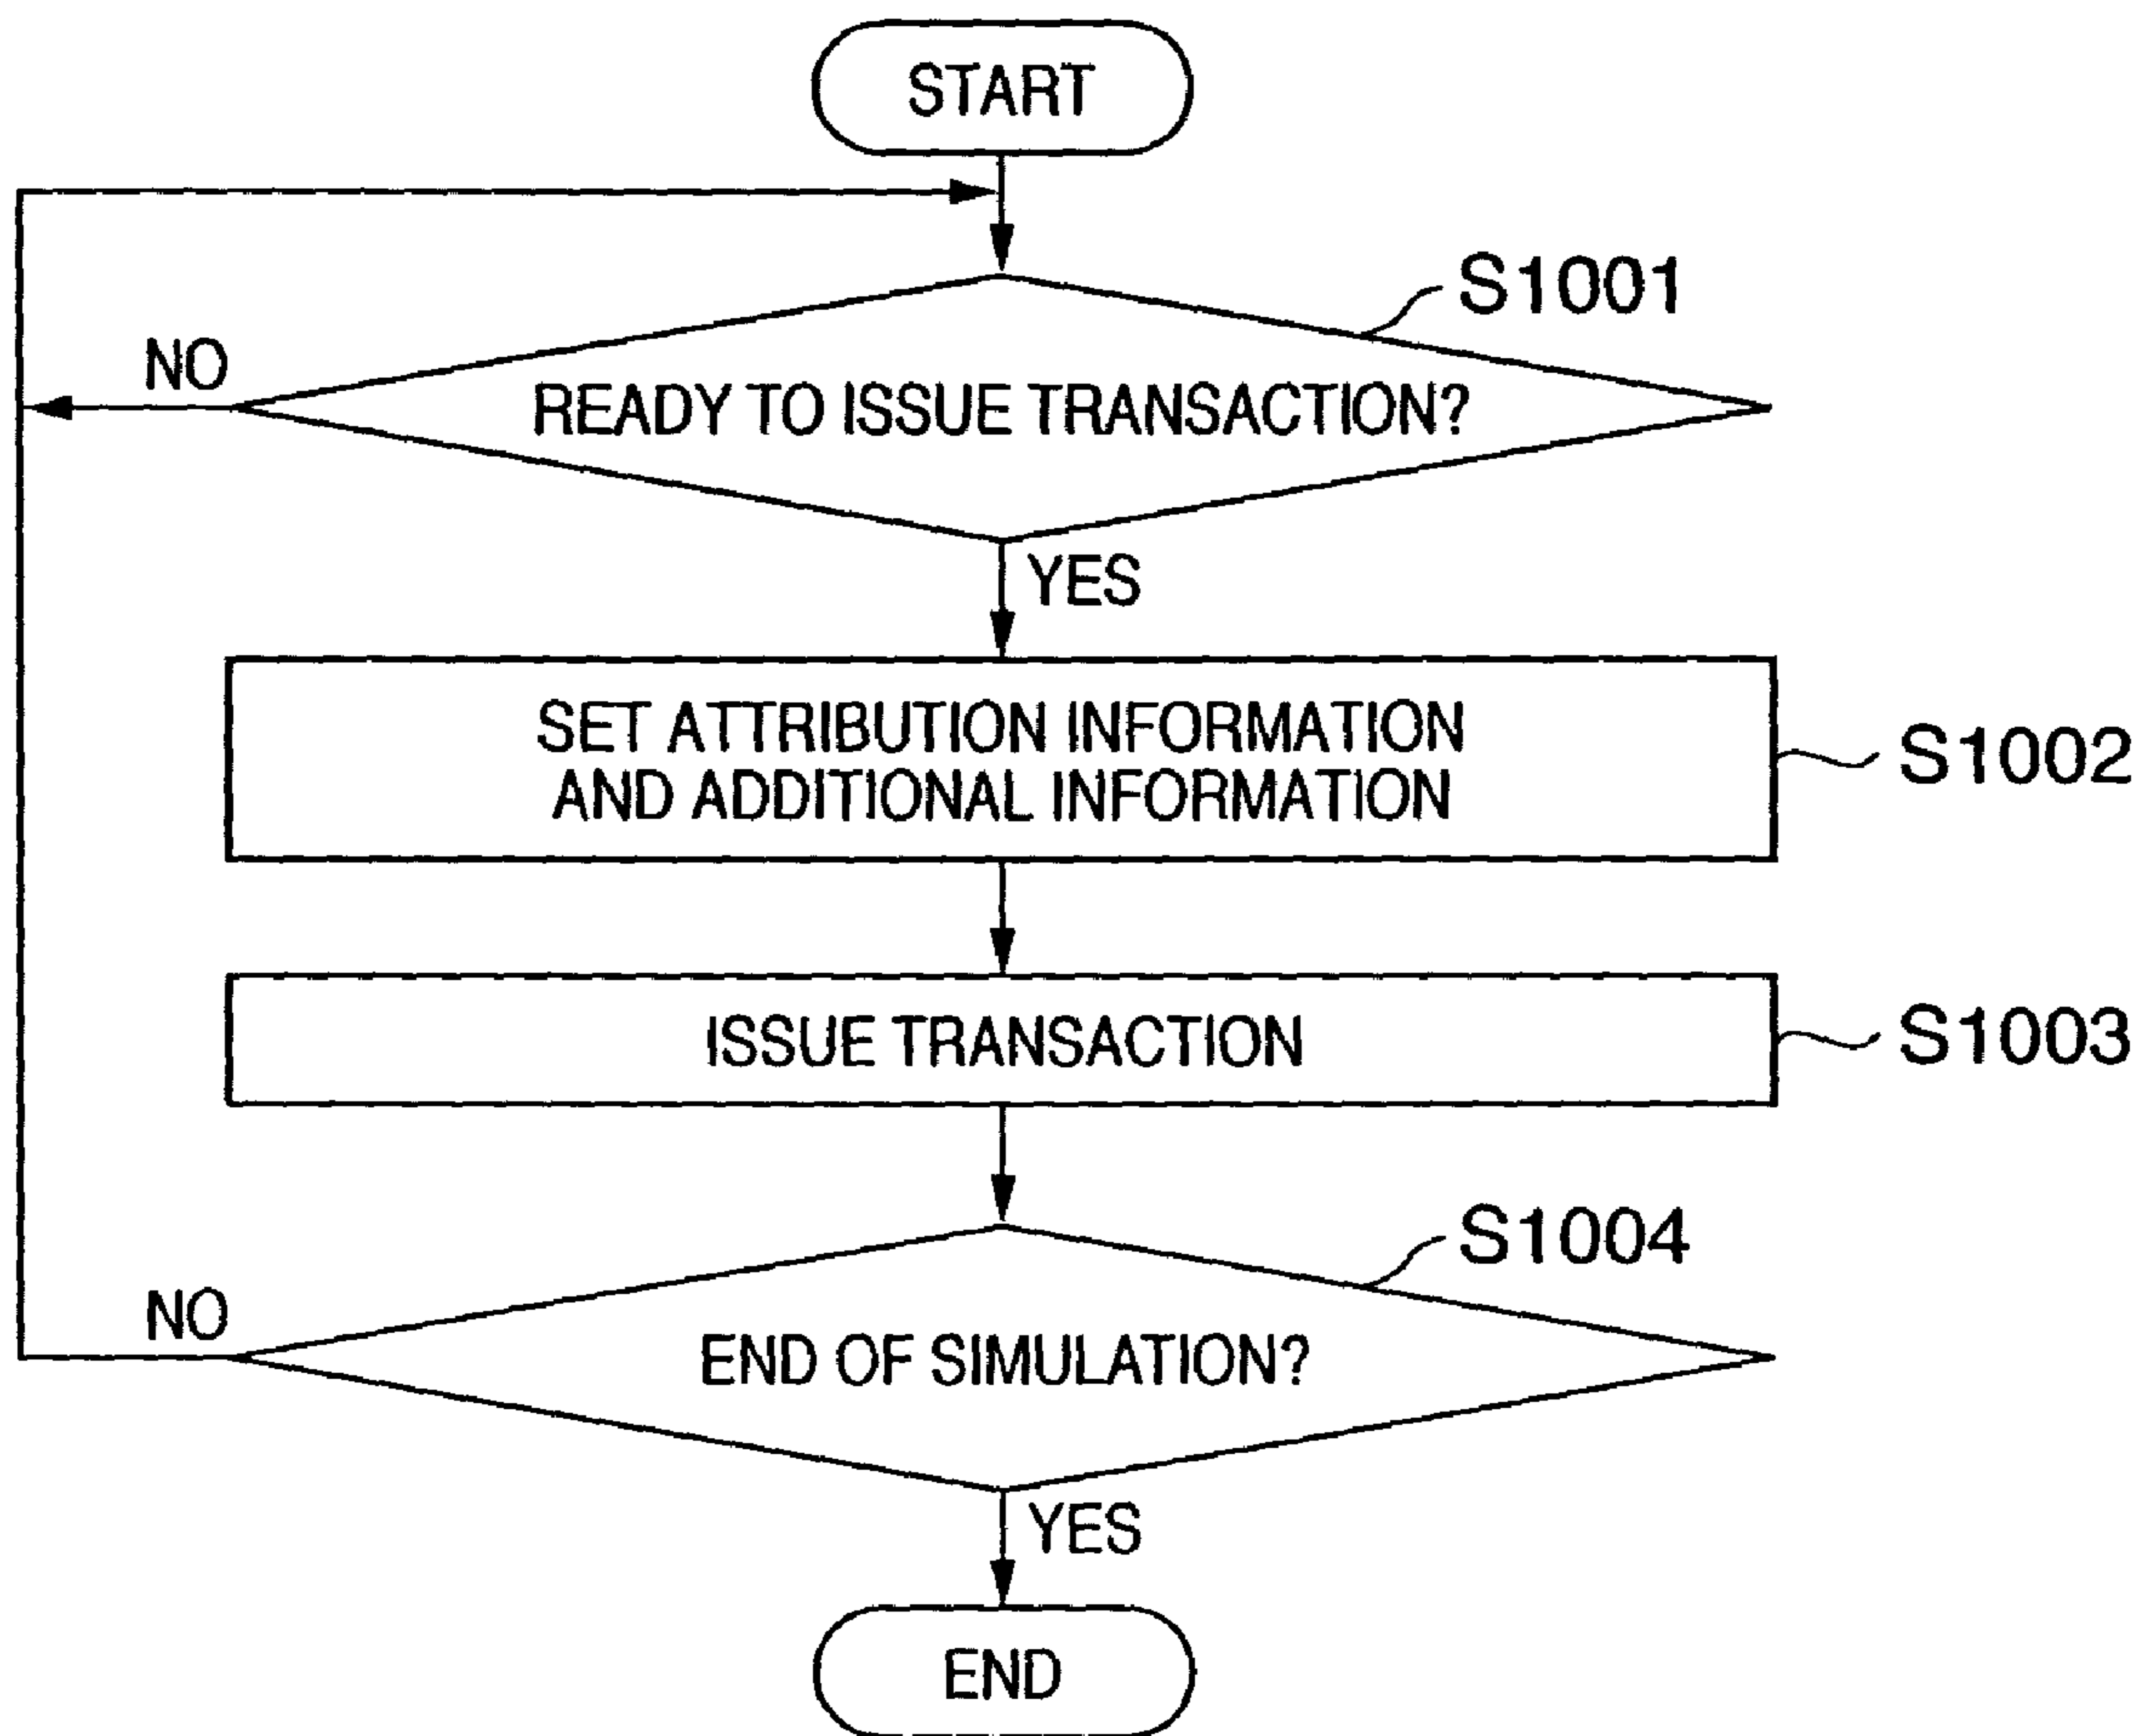 START
S1001
NO
READY TO ISSUE TRANSACTION?
YES
SET ATTRIBUTION INFORMATION
AND ADDITIONAL INFORMATION
S1002
ISSUE TRANSACTION
S1003
S1004
NO
END OF SIMULATION?
YES
END